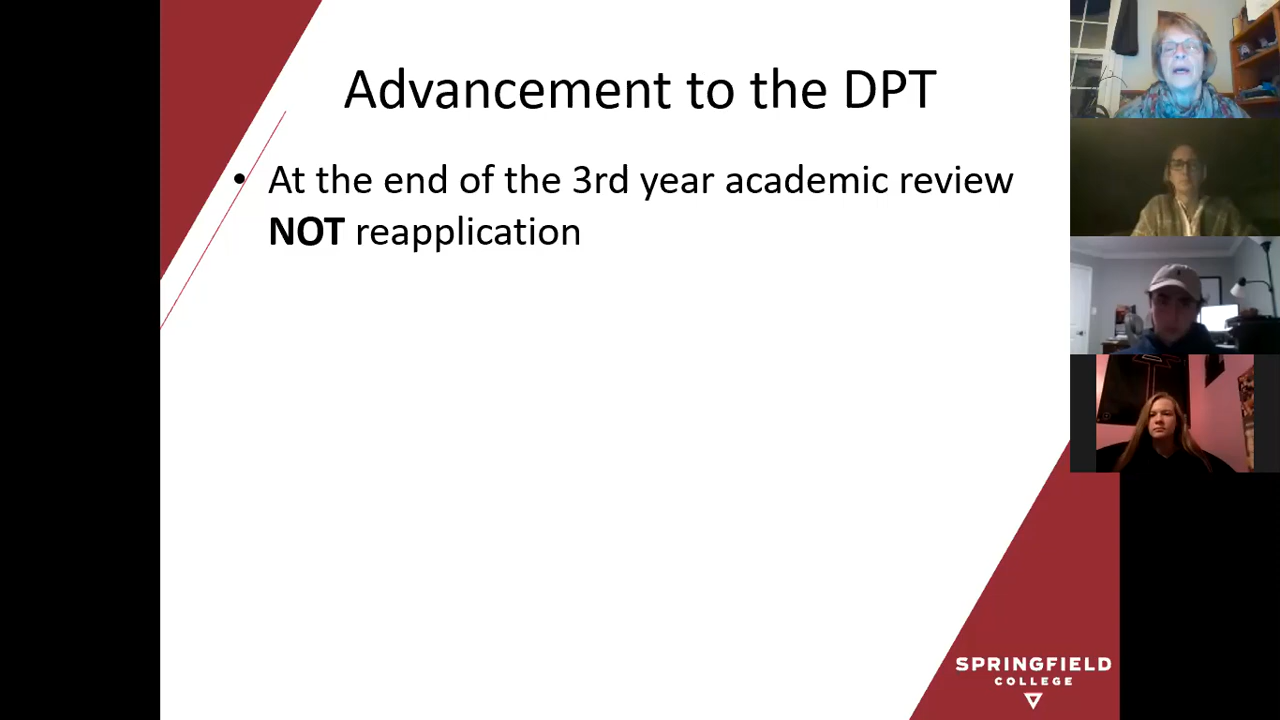 Advancement to the DPT
• At the end of the 3rd year academic review
NOT reapplication
SPRINGFIELD
COLLEGE